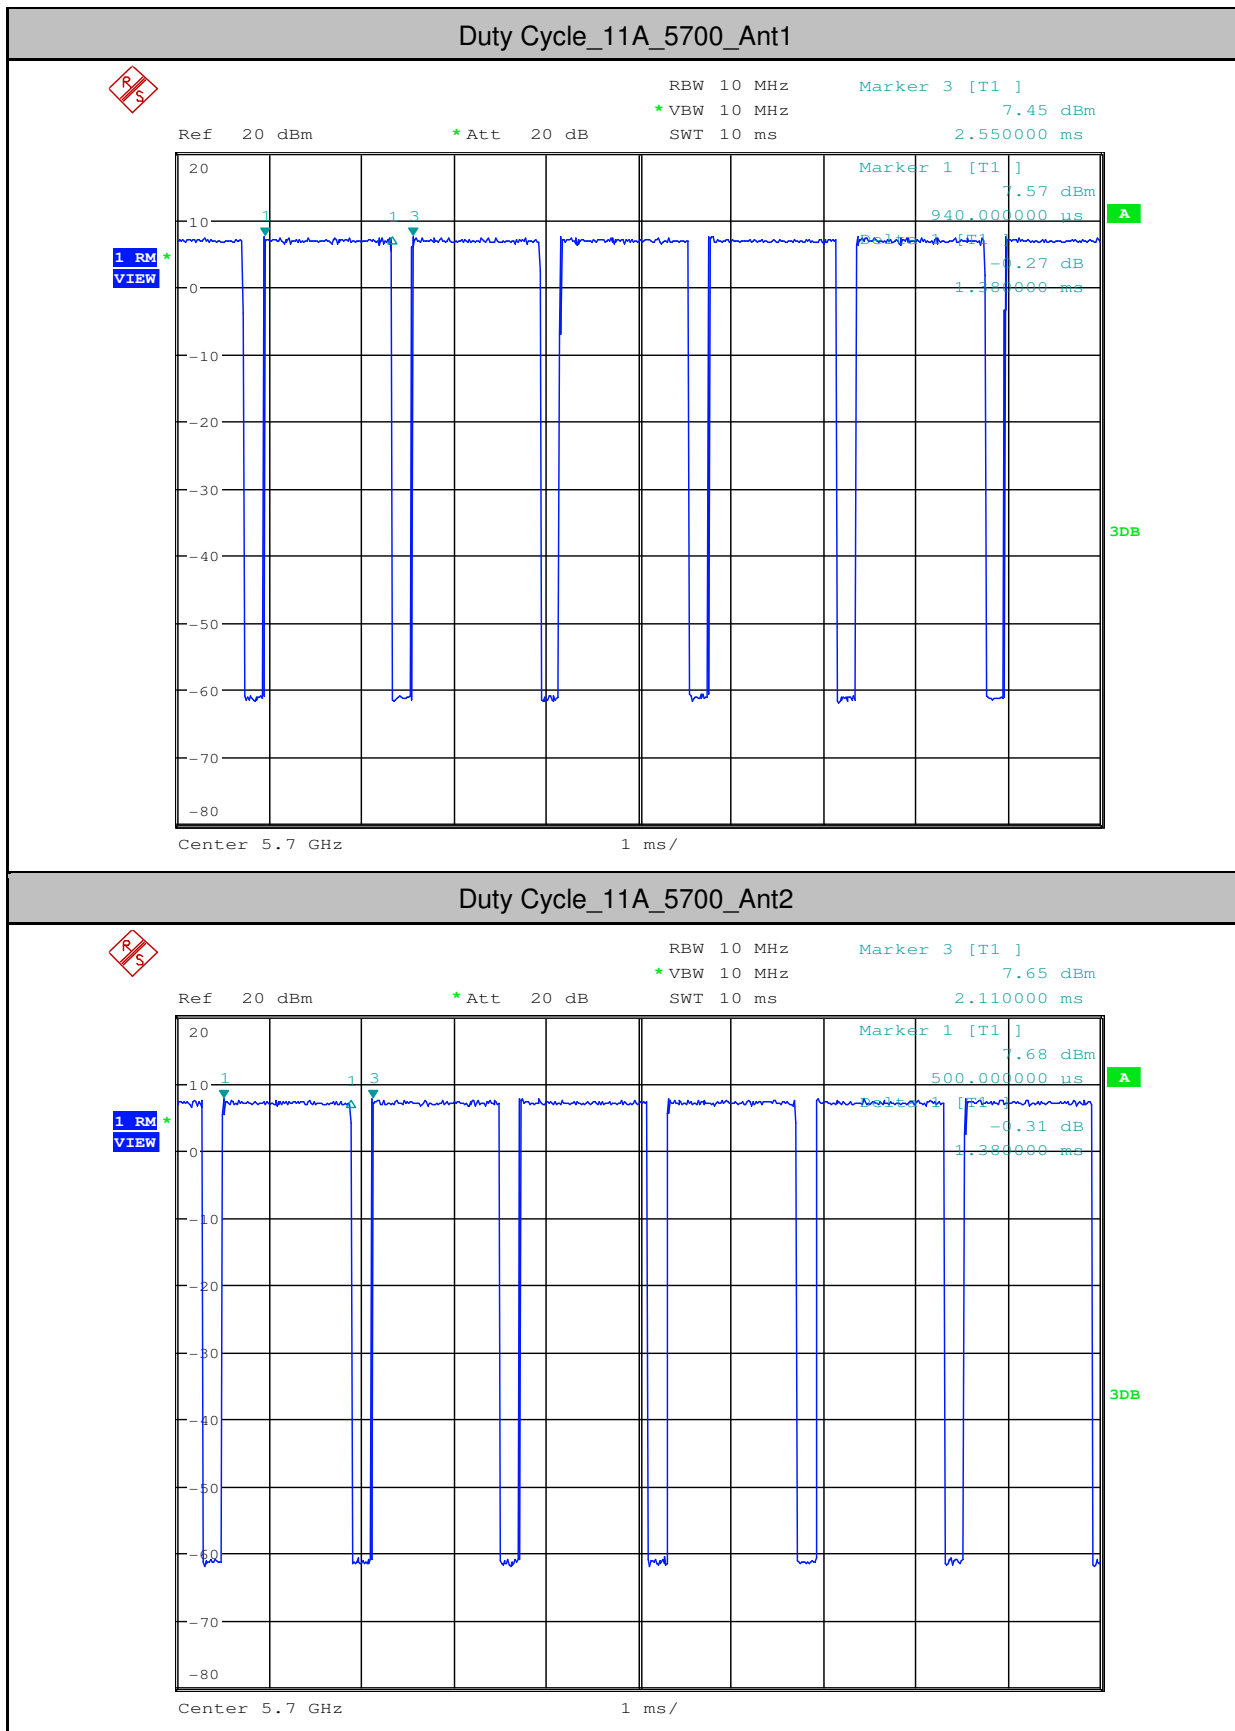 Duty Cycle_11A_5700_Ant1
R S
RBW 10 MHz Marker 3 [T1 ]
* VBW 10 MHz 7.45 dBm
Ref 20 dBm * Att 20 dB SWT 10 ms 2.550000 ms
20 Marker 1 [T1 ]
7.57 dBm
10 1 1 3 940.000000 µs A
Delta 1 [T1 ]
1 RM * -0.27 dB
VIEW
0 1.380000 ms
-10
-20
-30
3DB
-40
-50
-60
-70
-80
Center 5.7 GHz 1 ms/
Duty Cycle_11A_5700_Ant2
R S
RBW 10 MHz Marker 3 [T1 ]
* VBW 10 MHz 7.65 dBm
Ref 20 dBm * Att 20 dB SWT 10 ms 2.110000 ms
20 Marker 1 [T1 ]
7.68 dBm
10 1 1 3 500.000000 µs A
Delta 1 [T1 ]
1 RM * -0.31 dB
VIEW
0 1.380000 ms
-10
-20
-30
3DB
-40
-50
-60
-70
-80
Center 5.7 GHz 1 ms/